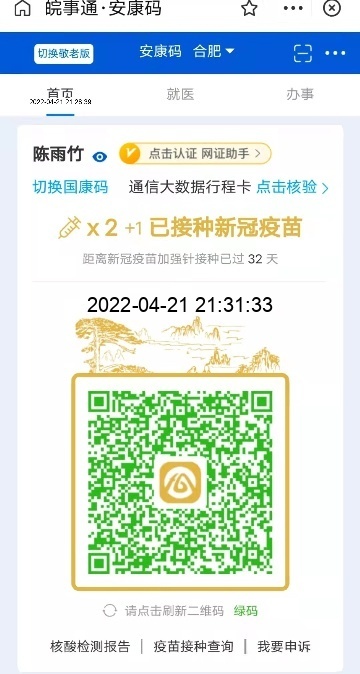 皖事通·安康码
切换敬老版
安康码 合肥
首页
就医
办事
陈雨竹
点击认证 网证助手
切换国康码
通信大数据行程卡 点击核验
x 2 +1 已接种新冠疫苗
距离新冠疫苗加强针接种已过 32 天
2022-04-21 21:31:33
请点击刷新二维码 绿码
核酸检测报告 | 疫苗接种查询 | 我要申诉